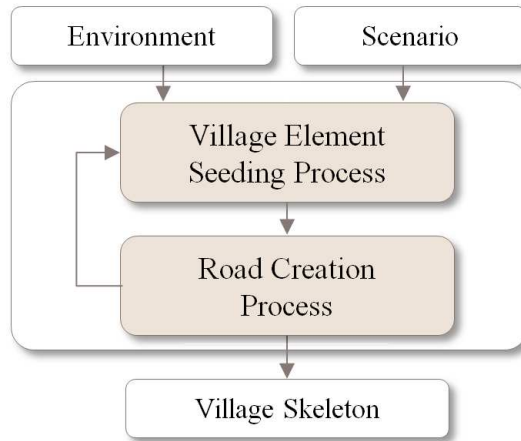 Environment
Scenario
Village Element
Seeding Process
Road Creation
Process
Village Skeleton